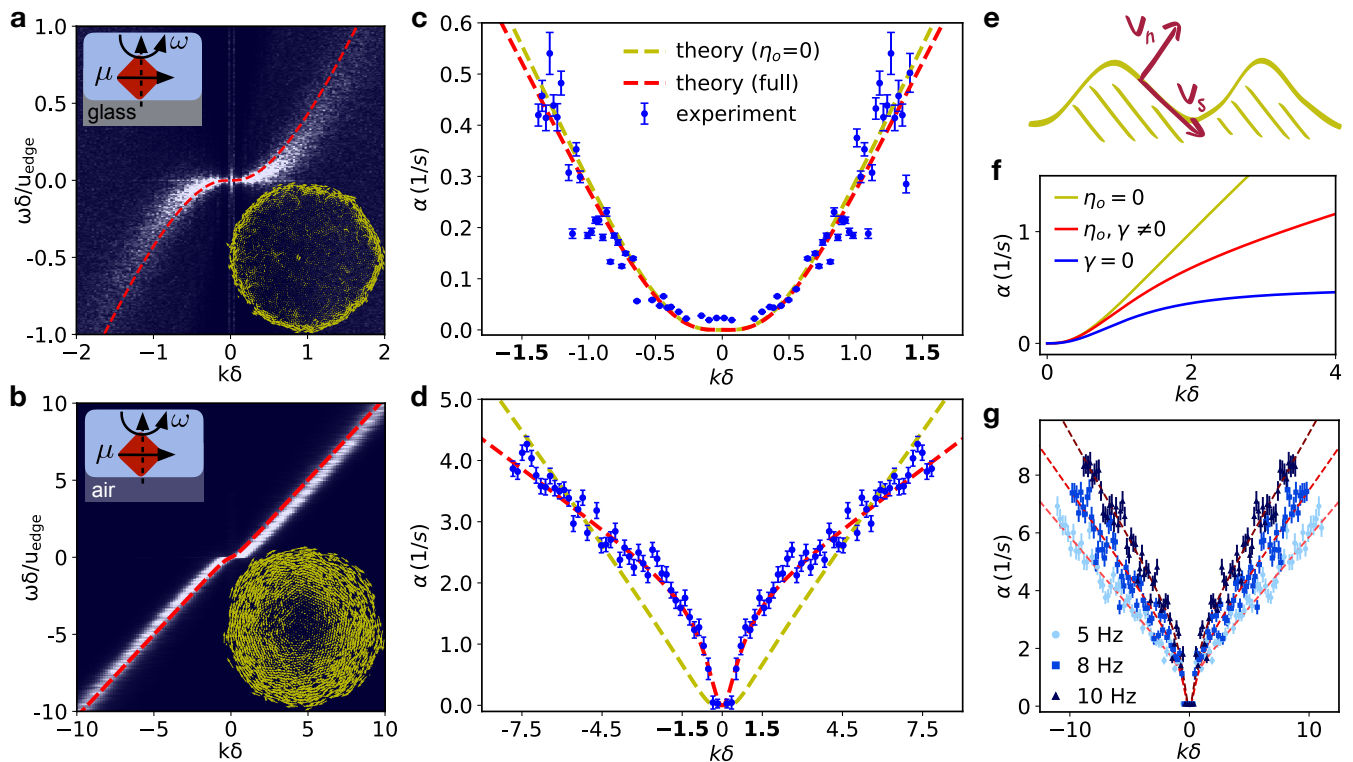 a
1.0
0.5
0.0
-0.5
-1.0
ωδ/u_edge
ω
μ
glass
-2 -1 0 1 2
kδ
b
10
5
0
-5
-10
ωδ/u_edge
ω
μ
air
-10 -5 0 5 10
kδ
c
0.6
0.5
0.4
0.3
0.2
0.1
0.0
α (1/s)
theory (η_o=0)
theory (full)
experiment
-1.5 -1.0 -0.5 0 0.5 1.0 1.5
kδ
d
5.0
4.0
3.0
2.0
1.0
0.0
α (1/s)
-7.5 -4.5 -1.5 0 1.5 4.5 7.5
kδ
e
V_n
V_s
f
1
0
α (1/s)
η_o = 0
η_o, γ ≠0
γ = 0
0 2 4
kδ
g
8
6
4
2
0
α (1/s)
5 Hz
8 Hz
10 Hz
-10 0 10
kδ